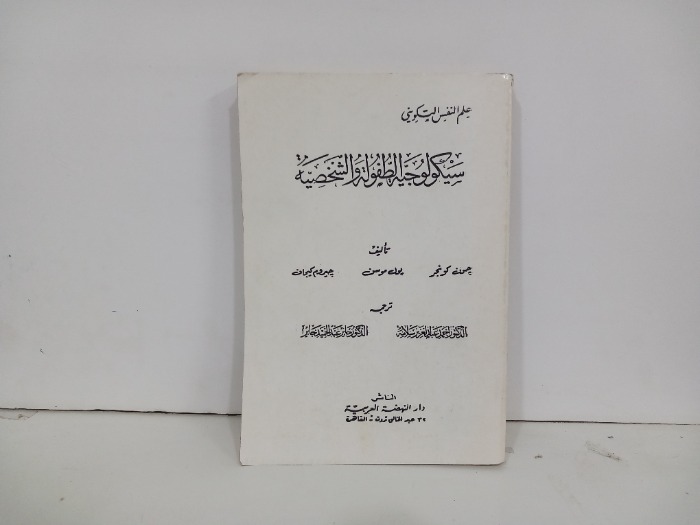 علم النفس التكويني
سيكولوجية الطفولة والشخصية
تأليف
جون كونجر بول موسن جيروم كيجان
ترجمة
الدكتور أحمد عبد العزيز سلامة الدكتور جابر عبد الحميد جابر
الناشر
دار النهضة العربية
٣٢ عبد الخالق ثروت القاهرة